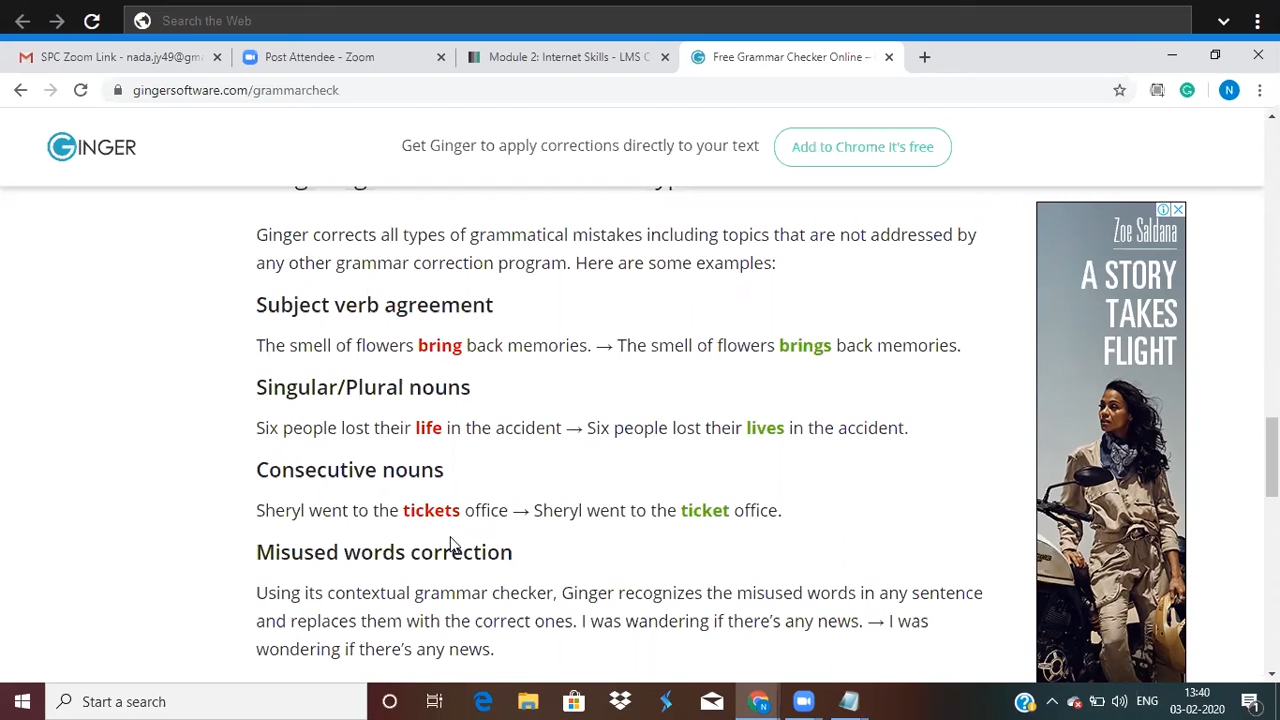 Search the Web
SPC Zoom Link - nada.jy49@gm
Post Attendee - Zoom
Module 2: Internet Skills - LMS C
Free Grammar Checker Online –
gingersoftware.com/grammarcheck
N
GINGER
Get Ginger to apply corrections directly to your text
Add to Chrome It's free
Ginger corrects all types of grammatical mistakes including topics that are not addressed by
any other grammar correction program. Here are some examples:
Subject verb agreement
The smell of flowers bring back memories. → The smell of flowers brings back memories.
Singular/Plural nouns
Six people lost their life in the accident → Six people lost their lives in the accident.
Consecutive nouns
Sheryl went to the tickets office → Sheryl went to the ticket office.
Misused words correction
Using its contextual grammar checker, Ginger recognizes the misused words in any sentence
and replaces them with the correct ones. I was wandering if there's any news. → I was
wondering if there's any news.
Zoe Saldana
A STORY
TAKES
FLIGHT
Start a search
N
ENG
13:40
03-02-2020
1